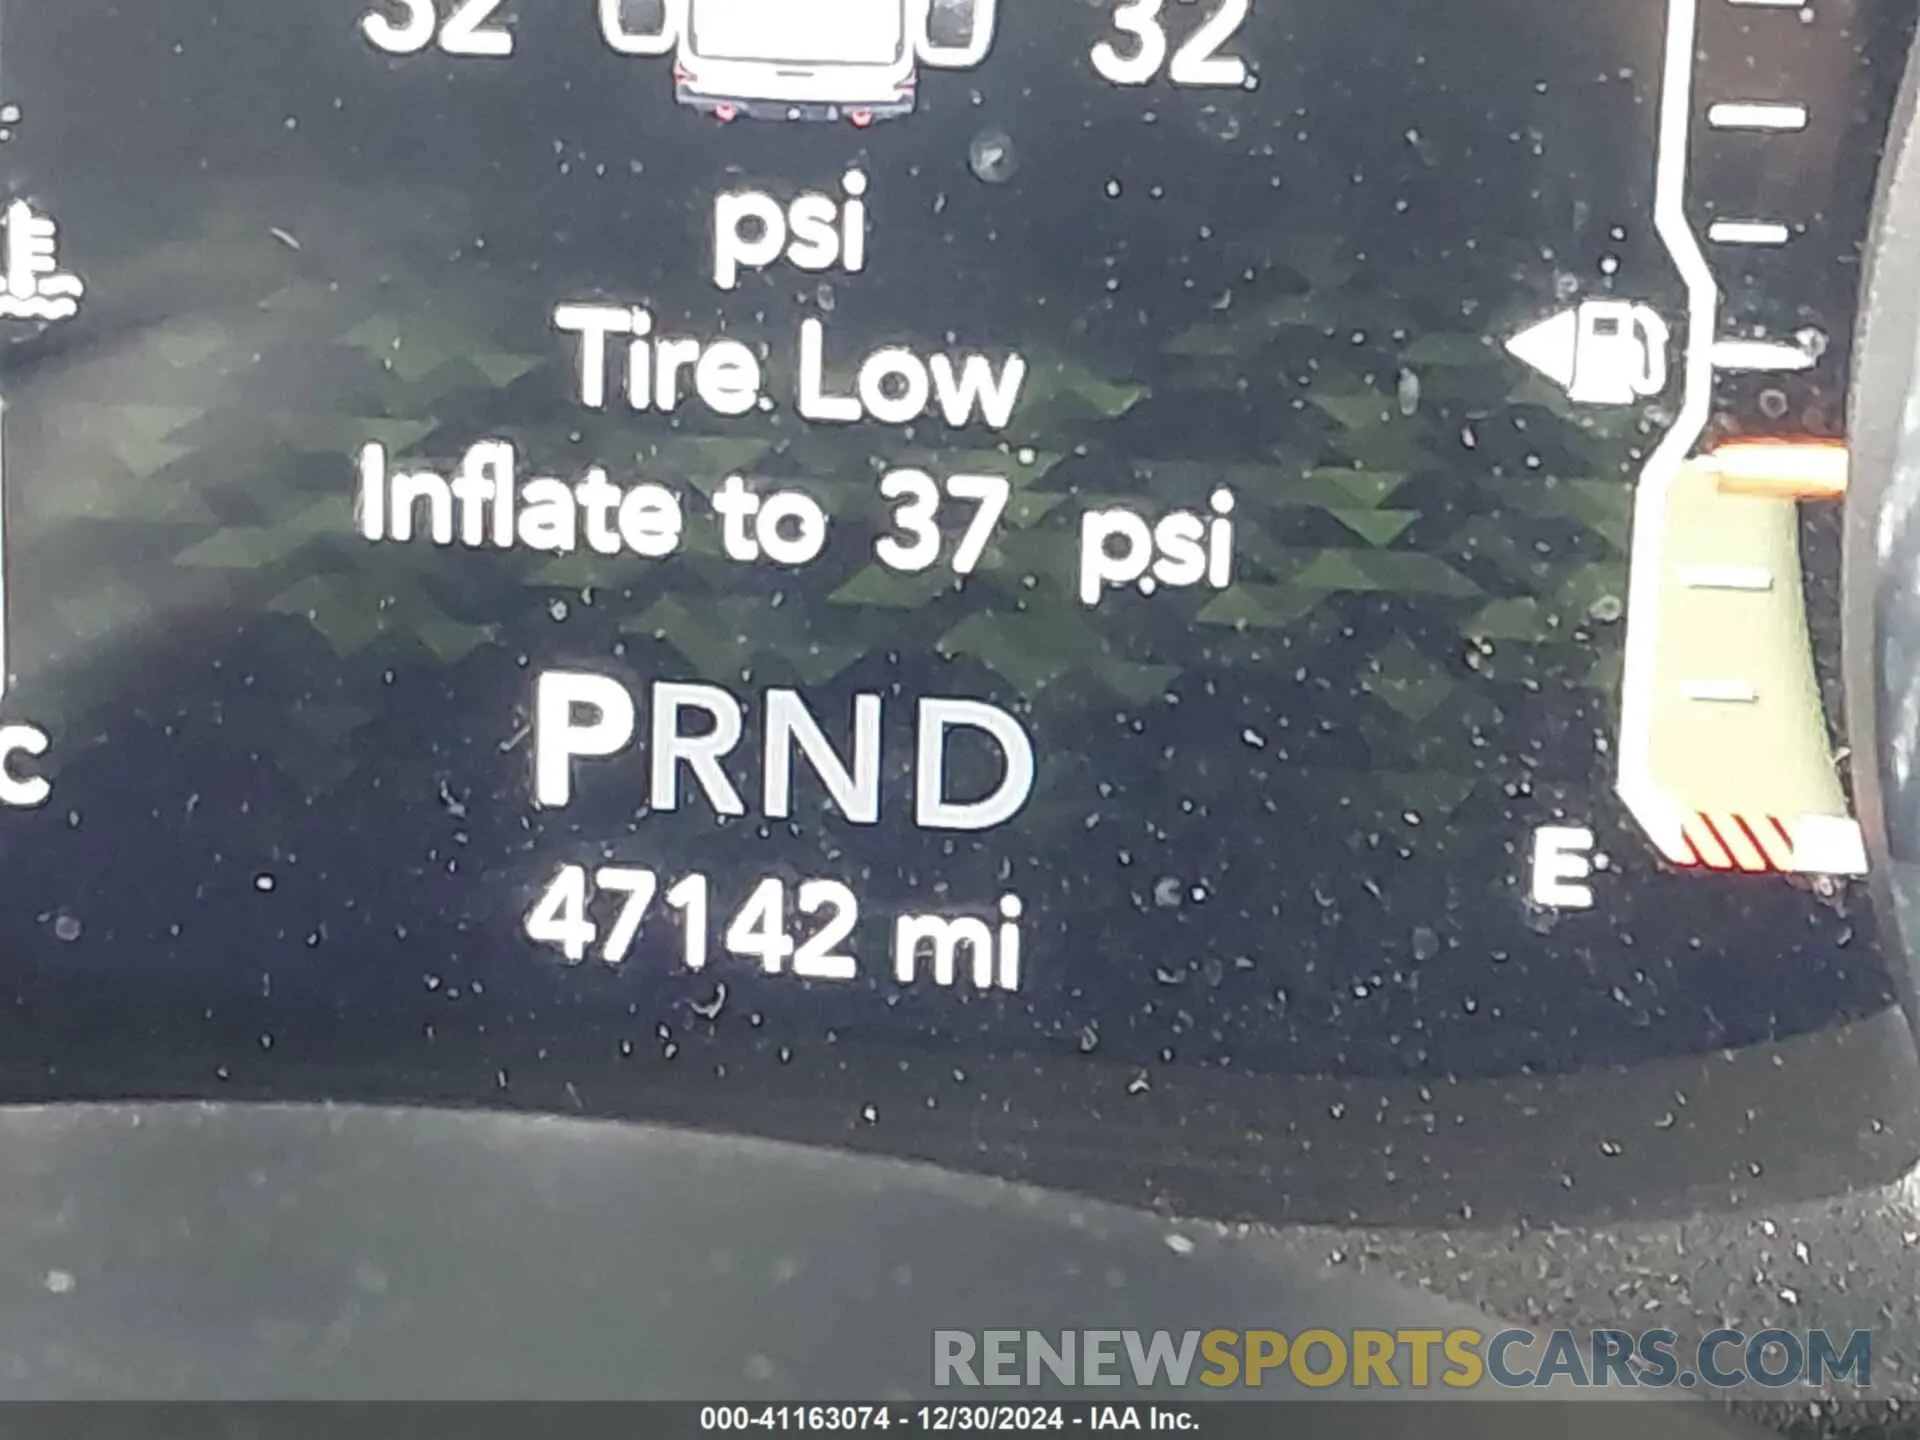 32 32
psi
Tire Low
Inflate to 37 psi
PRND
C
E
47142 mi
RENEWSPORTSCARS.COM
000-41163074 - 12/30/2024 - IAA Inc.